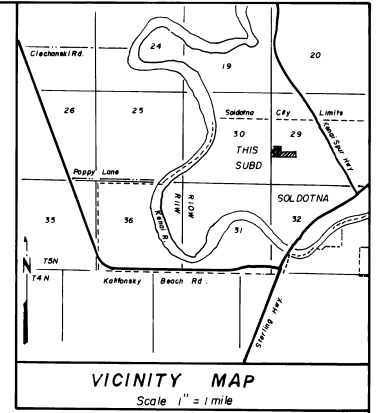 24
Ciechanski Rd.
19
20
26
25
Soldotna City Limits
30
29
THIS
SUBD
Kenai Spur Hwy
Poppy Lane
R11W
R10W
SOLDOTNA
35
36
Kenai R.
31
32
N
T5N
T4N
Kalifonsky Beach Rd.
Sterling Hwy.
VICINITY MAP
Scale 1" = 1 mile